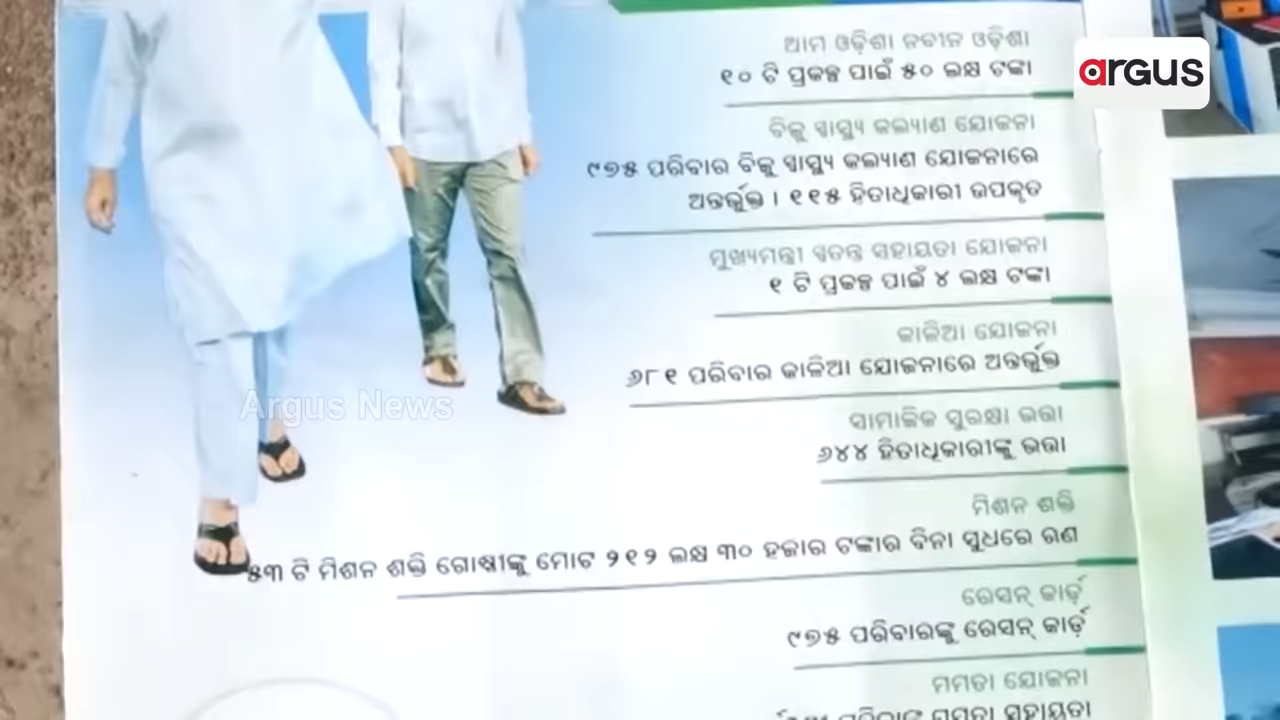 ଆମ ଓଡ଼ିଶା ନବୀନ ଓଡ଼ିଶା
୧୦ ଟି ପ୍ରକଳ୍ପ ପାଇଁ ୫୦ ଲକ୍ଷ ଟଙ୍କା
argus
ବିଜୁ ସ୍ୱାସ୍ଥ୍ୟ କଲ୍ୟାଣ ଯୋଜନା
୯୭୫ ପରିବାର ବିଜୁ ସ୍ୱାସ୍ଥ୍ୟ କଲ୍ୟାଣ ଯୋଜନାରେ
ଅନ୍ତର୍ଭୁକ୍ତ । ୧୧୫ ହିତାଧିକାରୀ ଉପକୃତ
ମୁଖ୍ୟମନ୍ତ୍ରୀ ସ୍ୱତନ୍ତ୍ର ସହାୟତା ଯୋଜନା
୧ ଟି ପ୍ରକଳ୍ପ ପାଇଁ ୪ ଲକ୍ଷ ଟଙ୍କା
କାଳିଆ ଯୋଜନା
୬୮୧ ପରିବାର କାଳିଆ ଯୋଜନାରେ ଅନ୍ତର୍ଭୁକ୍ତ
Argus News
ସାମାଜିକ ସୁରକ୍ଷା ଭତ୍ତା
୬୪୪ ହିତାଧିକାରୀଙ୍କୁ ଭତ୍ତା
ମିଶନ ଶକ୍ତି
୫୩ ଟି ମିଶନ ଶକ୍ତି ଗୋଷ୍ଠୀଙ୍କୁ ମୋଟ ୨୧୨ ଲକ୍ଷ ୩୦ ହଜାର ଟଙ୍କାର ବିନା ସୁଧରେ ଋଣ
ରେସନ୍ କାର୍ଡ଼
୯୭୫ ପରିବାରଙ୍କୁ ରେସନ୍ କାର୍ଡ଼
ମମତା ଯୋଜନା